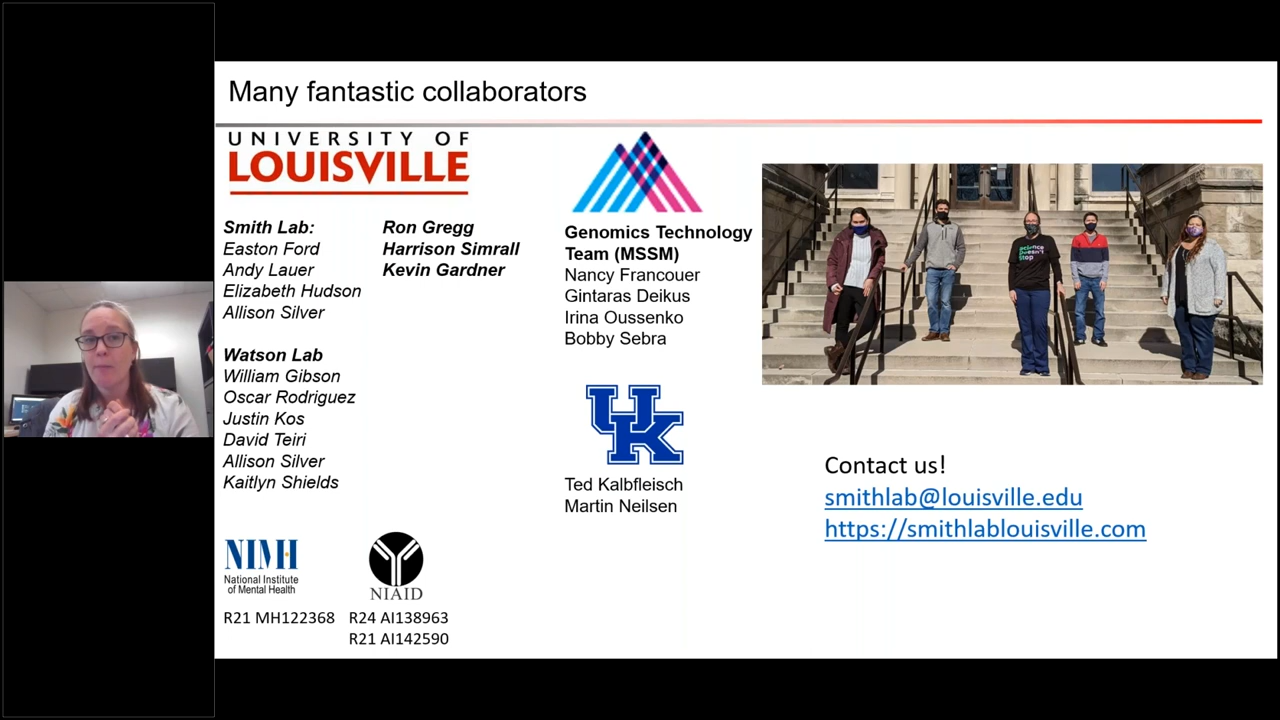 Many fantastic collaborators
UNIVERSITY OF
LOUISVILLE
Smith Lab:
Easton Ford
Andy Lauer
Elizabeth Hudson
Allison Silver
Watson Lab
William Gibson
Oscar Rodriguez
Justin Kos
David Teiri
Allison Silver
Kaitlyn Shields
Ron Gregg
Harrison Simrall
Kevin Gardner
NIMH
National Institute
of Mental Health
R21 MH122368
NIAID
R24 AI138963
R21 AI142590
Genomics Technology
Team (MSSM)
Nancy Francouer
Gintaras Deikus
Irina Oussenko
Bobby Sebra
UK
Ted Kalbfleisch
Martin Neilsen
Science
Doesn't
Stop
Contact us!
smithlab@louisville.edu
https://smithlablouisville.com